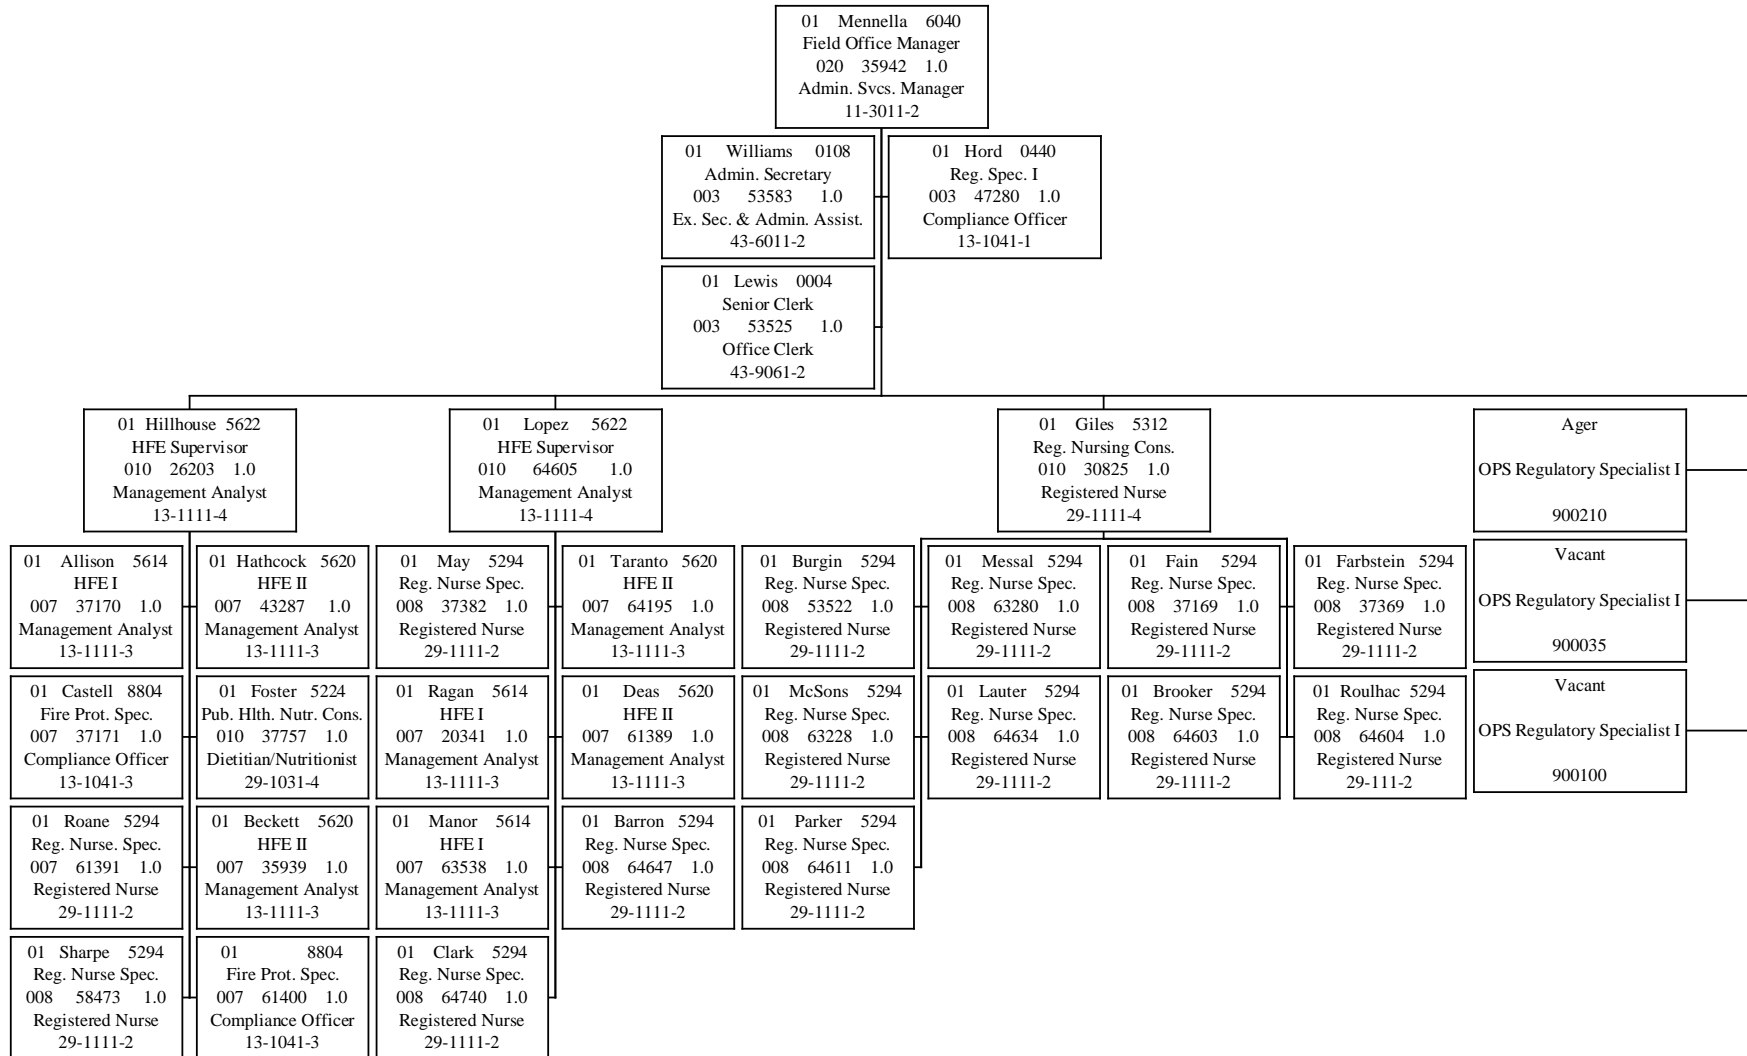 01 Mennella 6040
Field Office Manager
020 35942 1.0
Admin. Svcs. Manager
11-3011-2
01 Williams 0108
Admin. Secretary
003 53583 1.0
Ex. Sec. & Admin. Assist.
43-6011-2
01 Hord 0440
Reg. Spec. I
003 47280 1.0
Compliance Officer
13-1041-1
01 Lewis 0004
Senior Clerk
003 53525 1.0
Office Clerk
43-9061-2
01 Hillhouse 5622
HFE Supervisor
010 26203 1.0
Management Analyst
13-1111-4
01 Lopez 5622
HFE Supervisor
010 64605 1.0
Management Analyst
13-1111-4
01 Giles 5312
Reg. Nursing Cons.
010 30825 1.0
Registered Nurse
29-1111-4
Ager
OPS Regulatory Specialist I
900210
01 Allison 5614
HFE I
007 37170 1.0
Management Analyst
13-1111-3
01 Hathcock 5620
HFE II
007 43287 1.0
Management Analyst
13-1111-3
01 May 5294
Reg. Nurse Spec.
008 37382 1.0
Registered Nurse
29-1111-2
01 Taranto 5620
HFE II
007 64195 1.0
Management Analyst
13-1111-3
01 Burgin 5294
Reg. Nurse Spec.
008 53522 1.0
Registered Nurse
29-1111-2
01 Messal 5294
Reg. Nurse Spec.
008 63280 1.0
Registered Nurse
29-1111-2
01 Fain 5294
Reg. Nurse Spec.
008 37169 1.0
Registered Nurse
29-1111-2
01 Farbstein 5294
Reg. Nurse Spec.
008 37369 1.0
Registered Nurse
29-1111-2
Vacant
OPS Regulatory Specialist I
900035
01 Castell 8804
Fire Prot. Spec.
007 37171 1.0
Compliance Officer
13-1041-3
01 Foster 5224
Pub. Hlth. Nutr. Cons.
010 37757 1.0
Dietitian/Nutritionist
29-1031-4
01 Ragan 5614
HFE I
007 20341 1.0
Management Analyst
13-1111-3
01 Deas 5620
HFE II
007 61389 1.0
Management Analyst
13-1111-3
01 McSons 5294
Reg. Nurse Spec.
008 63228 1.0
Registered Nurse
29-1111-2
01 Lauter 5294
Reg. Nurse Spec.
008 64634 1.0
Registered Nurse
29-1111-2
01 Brooker 5294
Reg. Nurse Spec.
008 64603 1.0
Registered Nurse
29-1111-2
01 Roulhac 5294
Reg. Nurse Spec.
008 64604 1.0
Registered Nurse
29-111-2
Vacant
OPS Regulatory Specialist I
900100
01 Roane 5294
Reg. Nurse. Spec.
007 61391 1.0
Registered Nurse
29-1111-2
01 Beckett 5620
HFE II
007 35939 1.0
Management Analyst
13-1111-3
01 Manor 5614
HFE I
007 63538 1.0
Management Analyst
13-1111-3
01 Barron 5294
Reg. Nurse Spec.
008 64647 1.0
Registered Nurse
29-1111-2
01 Parker 5294
Reg. Nurse Spec.
008 64611 1.0
Registered Nurse
29-1111-2
01 Sharpe 5294
Reg. Nurse Spec.
008 58473 1.0
Registered Nurse
29-1111-2
01 8804
Fire Prot. Spec.
007 61400 1.0
Compliance Officer
13-1041-3
01 Clark 5294
Reg. Nurse Spec.
008 64740 1.0
Registered Nurse
29-1111-2